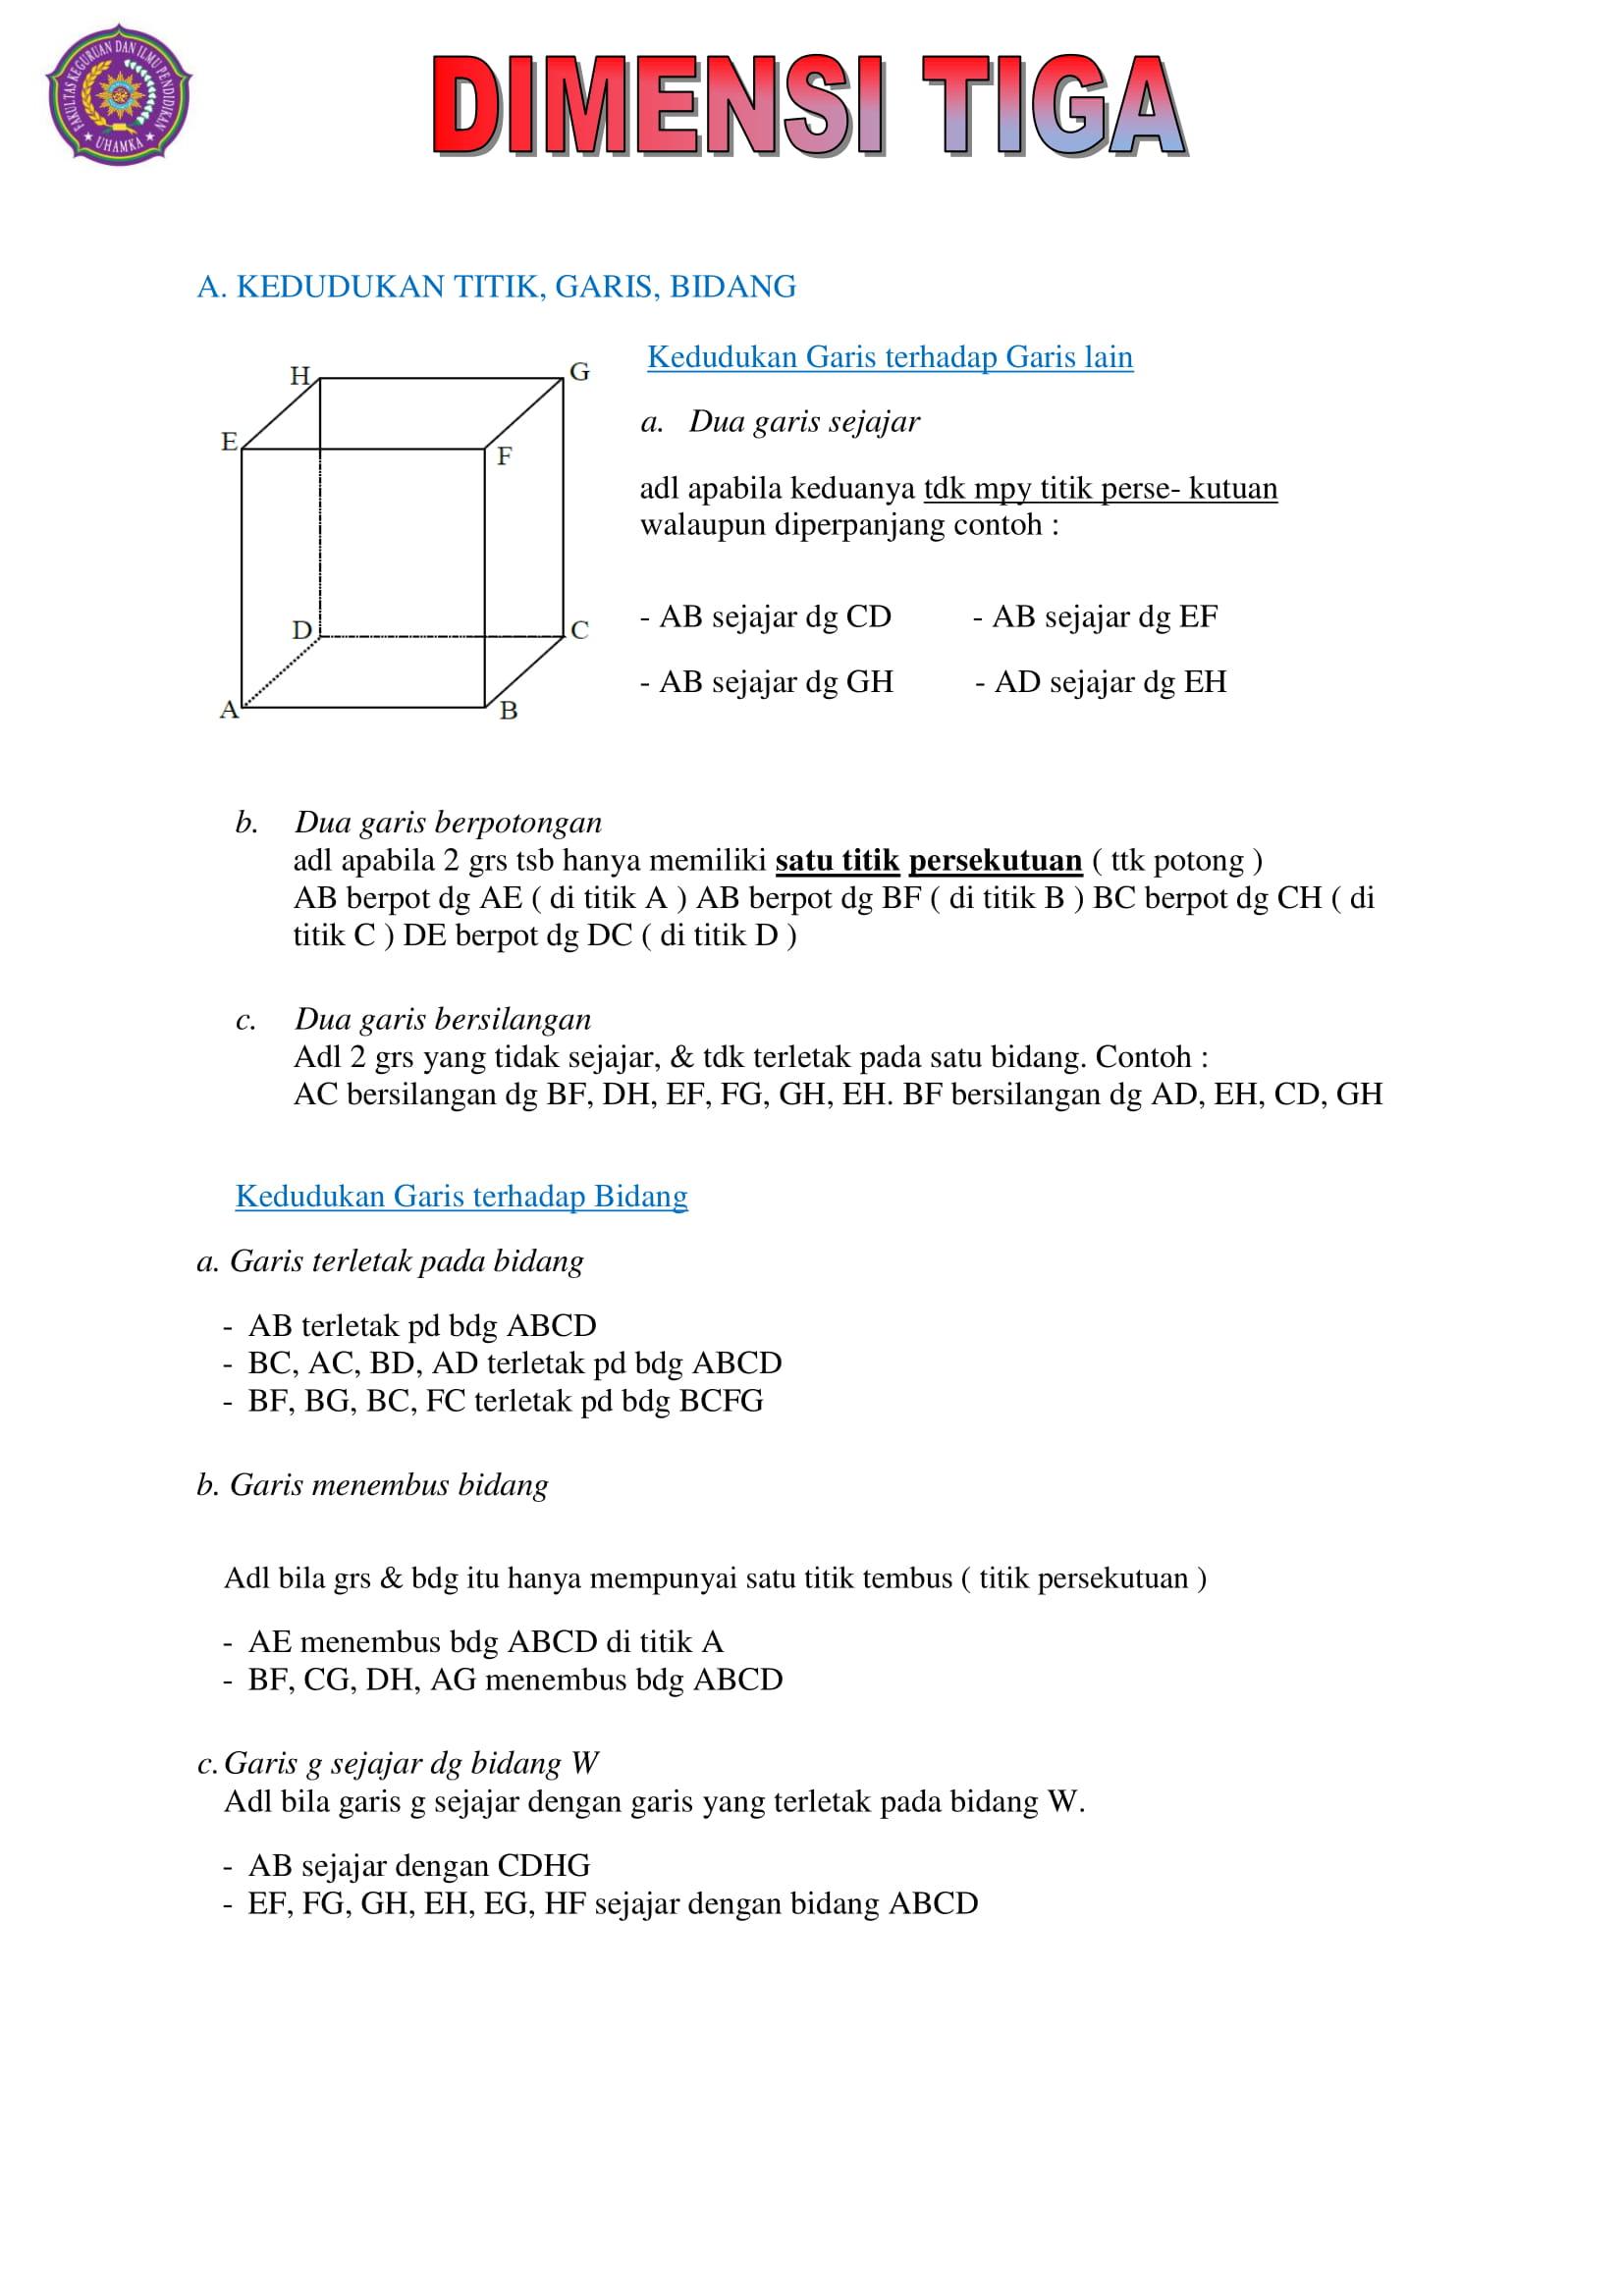 FAKULTAS KEGURUAN DAN ILMU PENDIDIKAN
UHAMKA
DIMENSI TIGA
A. KEDUDUKAN TITIK, GARIS, BIDANG
H
G
E
F
D
C
A
B
Kedudukan Garis terhadap Garis lain
a. Dua garis sejajar
adl apabila keduanya tdk mpy titik perse- kutuan
walaupun diperpanjang contoh :
- AB sejajar dg CD - AB sejajar dg EF
- AB sejajar dg GH - AD sejajar dg EH
b. Dua garis berpotongan
adl apabila 2 grs tsb hanya memiliki satu titik persekutuan ( ttk potong )
AB berpot dg AE ( di titik A ) AB berpot dg BF ( di titik B ) BC berpot dg CH ( di
titik C ) DE berpot dg DC ( di titik D )
c. Dua garis bersilangan
Adl 2 grs yang tidak sejajar, & tdk terletak pada satu bidang. Contoh :
AC bersilangan dg BF, DH, EF, FG, GH, EH. BF bersilangan dg AD, EH, CD, GH
Kedudukan Garis terhadap Bidang
a. Garis terletak pada bidang
- AB terletak pd bdg ABCD
- BC, AC, BD, AD terletak pd bdg ABCD
- BF, BG, BC, FC terletak pd bdg BCFG
b. Garis menembus bidang
Adl bila grs & bdg itu hanya mempunyai satu titik tembus ( titik persekutuan )
- AE menembus bdg ABCD di titik A
- BF, CG, DH, AG menembus bdg ABCD
c. Garis g sejajar dg bidang W
Adl bila garis g sejajar dengan garis yang terletak pada bidang W.
- AB sejajar dengan CDHG
- EF, FG, GH, EH, EG, HF sejajar dengan bidang ABCD